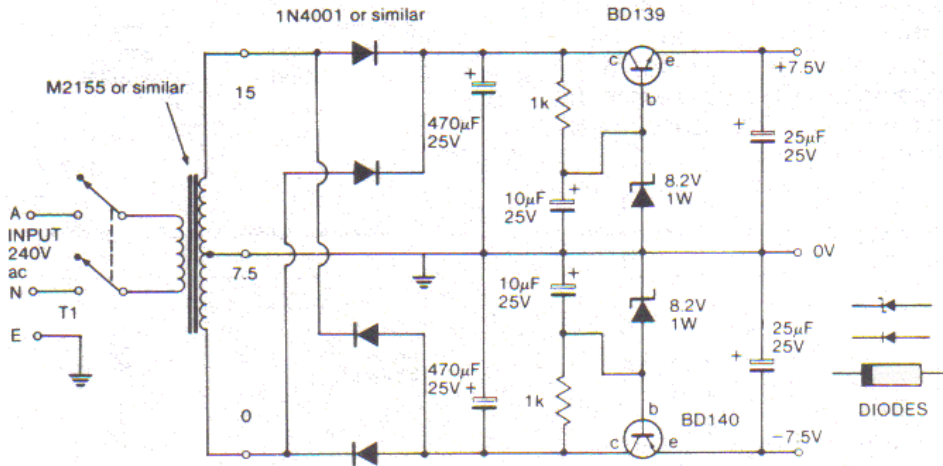 1N4001 or similar
BD139
M2155 or similar
15
c
e
+7.5V
b
1k
+
470µF
25V
+
25µF
25V
+
10µF
25V
8.2V
1W
A
INPUT
240V
ac
N
T1
E
7.5
0V
+
10µF
25V
8.2V
1W
470µF
25V
+
25µF
25V
+
1k
0
b
BD140
c
e
-7.5V
DIODES